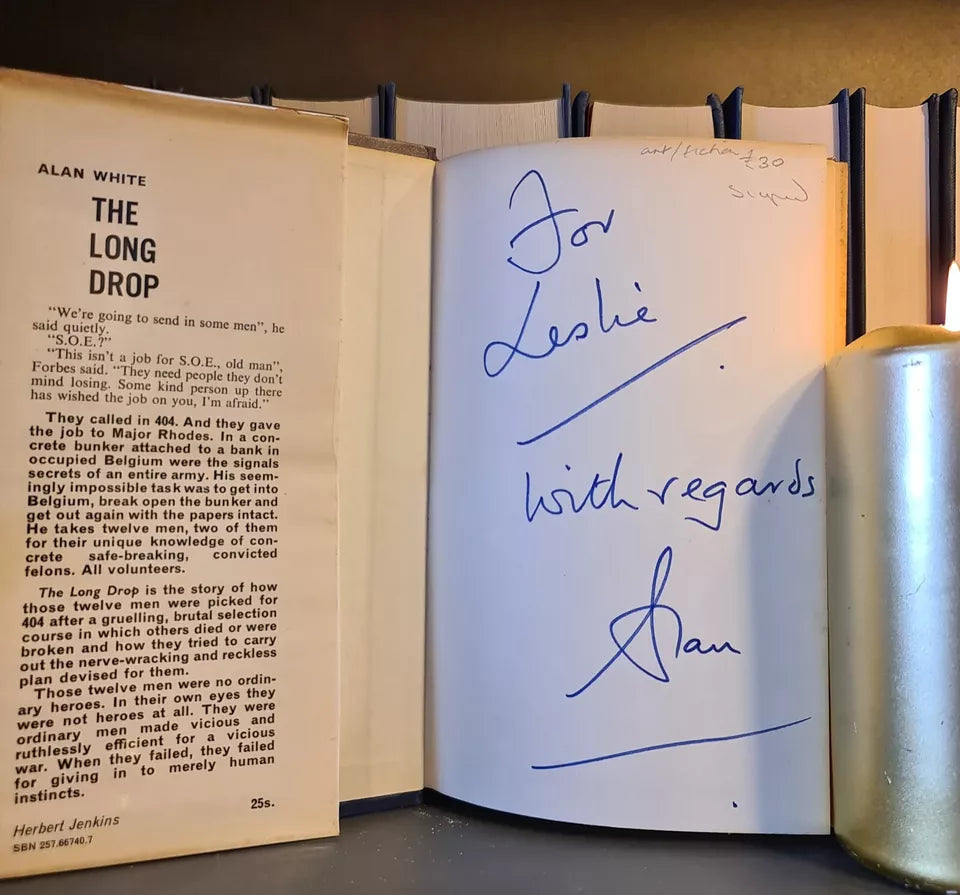 ALAN WHITE
THE
LONG
DROP
"We're going to send in some men", he
said quietly.
"S.O.E.?"
"This isn't a job for S.O.E., old man",
Forbes said. "They need people they don't
mind losing. Some kind person up there
has wished the job on you, I'm afraid."
They called in 404. And they gave
the job to Major Rhodes. In a con-
crete bunker attached to a bank in
occupied Belgium were the signals
secrets of an entire army. His seem-
ingly impossible task was to get into
Belgium, break open the bunker and
get out again with the papers intact.
He takes twelve men, two of them
for their unique knowledge of con-
crete safe-breaking, convicted
felons. All volunteers.
The Long Drop is the story of how
those twelve men were picked for
404 after a gruelling, brutal selection
course in which others died or were
broken and how they tried to carry
out the nerve-wracking and reckless
plan devised for them.
Those twelve men were no ordin-
ary heroes. In their own eyes they
were not heroes at all. They were
ordinary men made vicious and
ruthlessly efficient for a vicious
war. When they failed, they failed
for giving in to merely human
instincts.
25s.
Herbert Jenkins
SBN 257.66740.7
£30
signed
For
Leslie
with regards
Alan